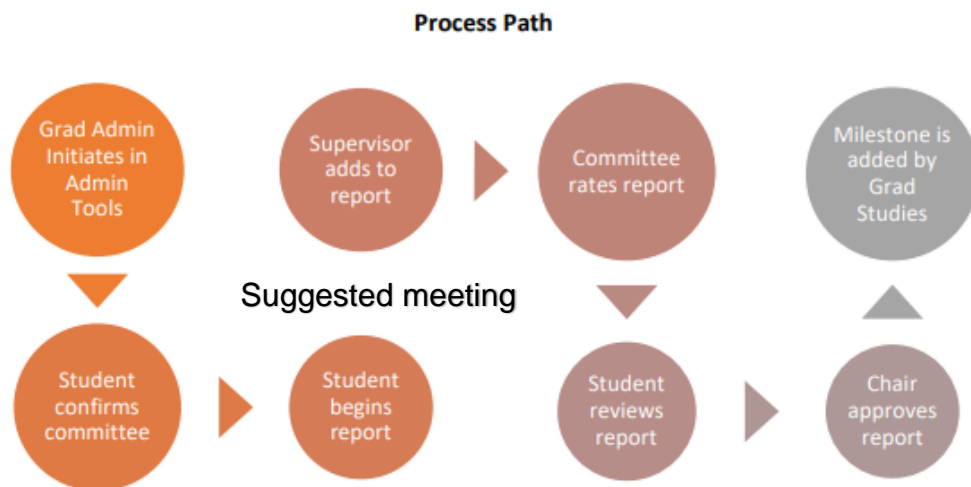 Process Path
Grad Admin
Initiates in
Admin
Tools
Student
confirms
committee
Student
begins
report
Suggested meeting
Supervisor
adds to
report
Committee
rates report
Student
reviews
report
Chair
approves
report
Milestone is
added by
Grad
Studies